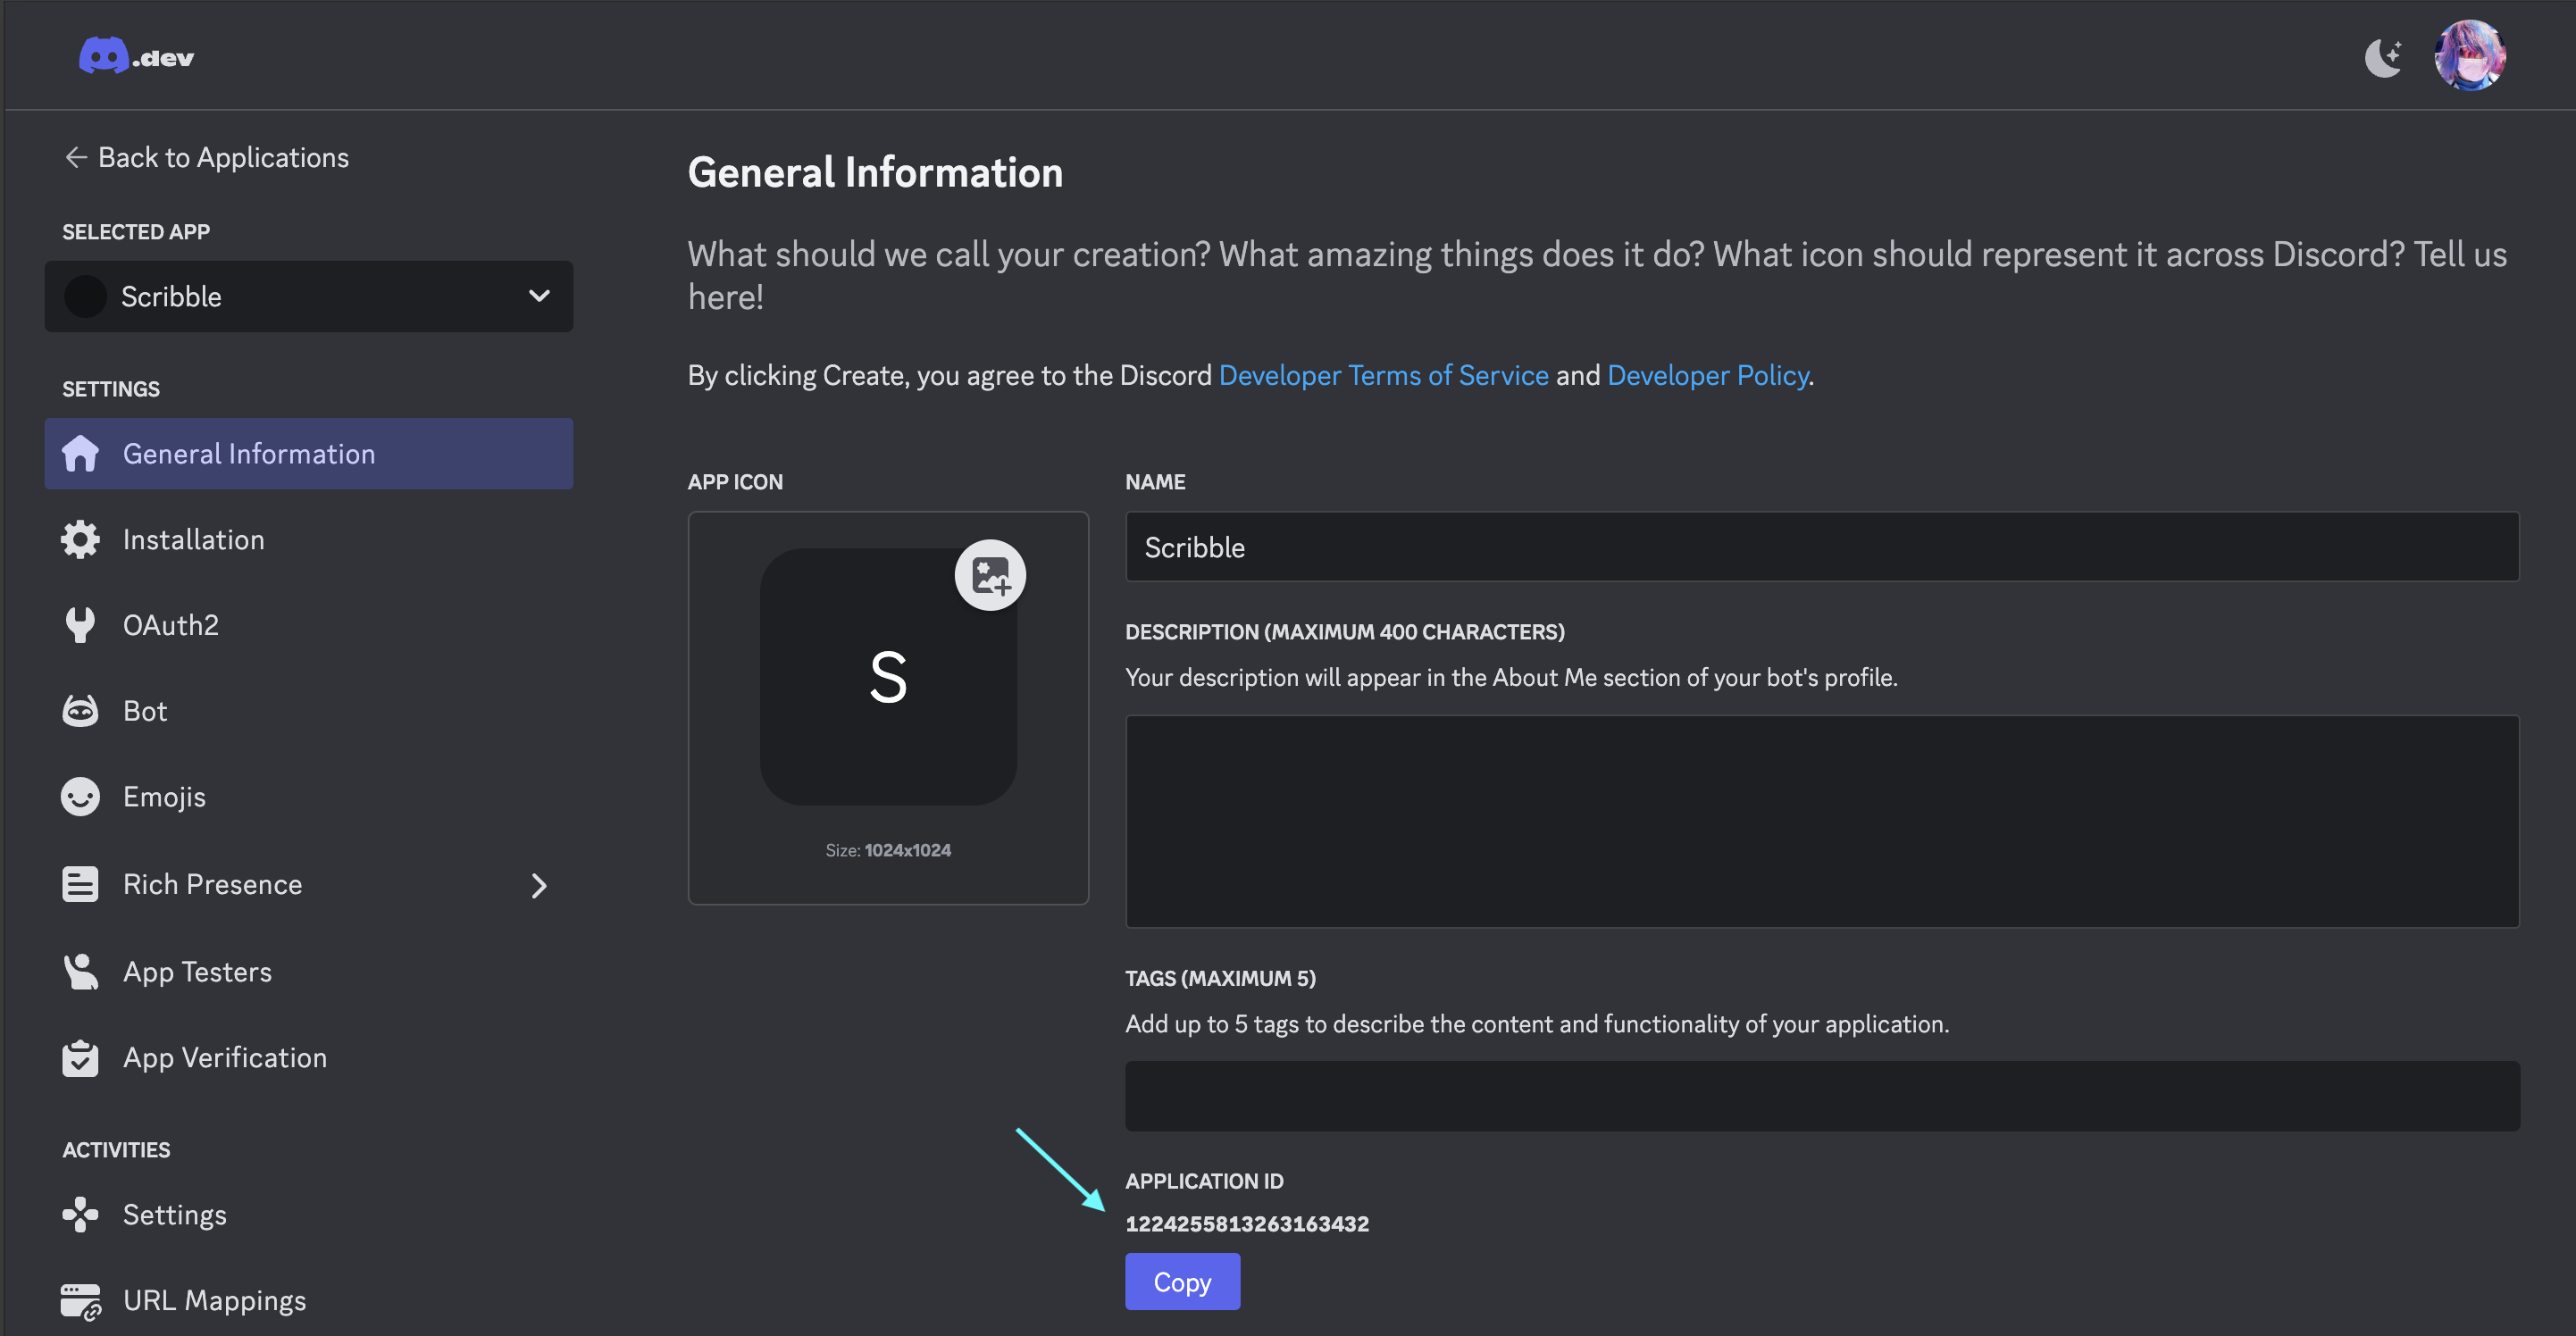 .dev
Back to Applications
SELECTED APP
Scribble
SETTINGS
General Information
Installation
OAuth2
Bot
Emojis
Rich Presence
App Testers
App Verification
ACTIVITIES
Settings
URL Mappings
General Information
What should we call your creation? What amazing things does it do? What icon should represent it across Discord? Tell us
here!
By clicking Create, you agree to the Discord Developer Terms of Service and Developer Policy.
APP ICON
S
Size: 1024x1024
NAME
Scribble
DESCRIPTION (MAXIMUM 400 CHARACTERS)
Your description will appear in the About Me section of your bot's profile.
TAGS (MAXIMUM 5)
Add up to 5 tags to describe the content and functionality of your application.
APPLICATION ID
1224255813263163432
Copy